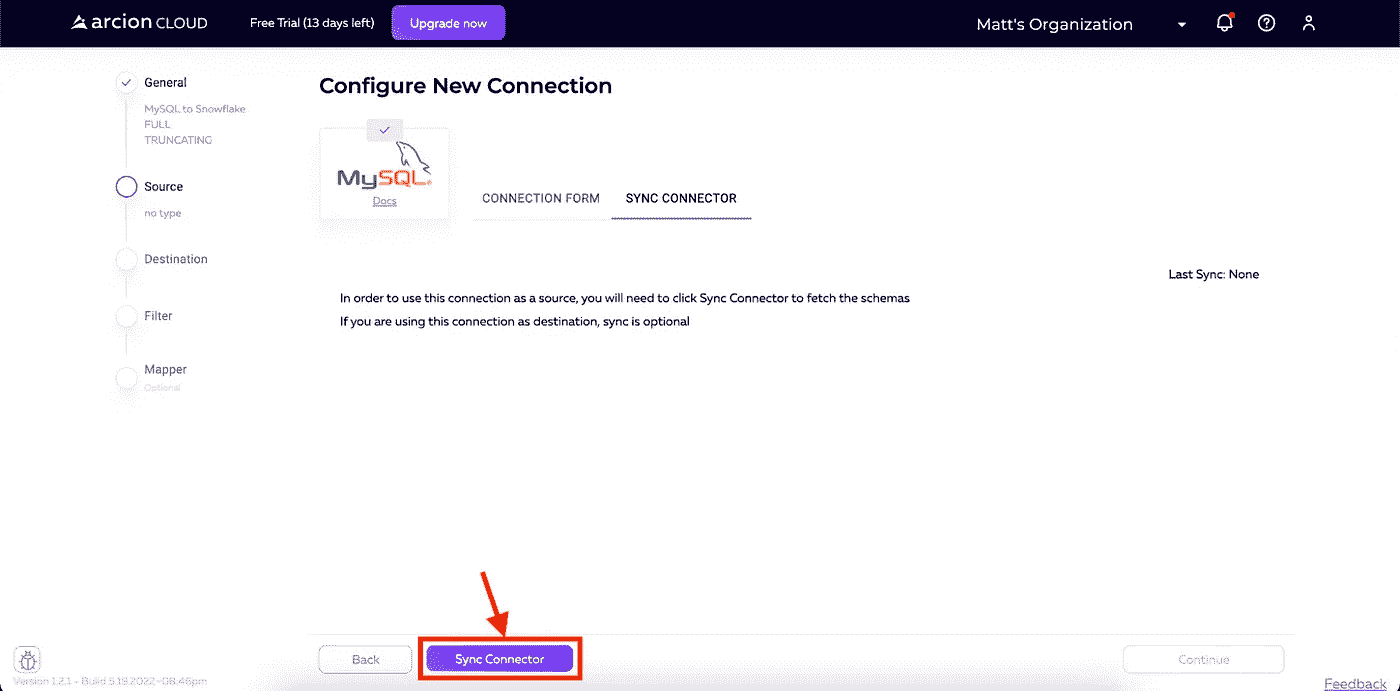 arcion CLOUD
Free Trial (13 days left)
Upgrade now
Matt's Organization
General
MySQL to Snowflake
FULL
TRUNCATING
Source
no type
Destination
Filter
Mapper
Optional
Configure New Connection
MySQL®
Docs
CONNECTION FORM
SYNC CONNECTOR
Last Sync: None
In order to use this connection as a source, you will need to click Sync Connector to fetch the schemas
If you are using this connection as destination, sync is optional
Back
Sync Connector
Continue
Version 1.2.1 - Build 5.19.2022-08:46pm
Feedback